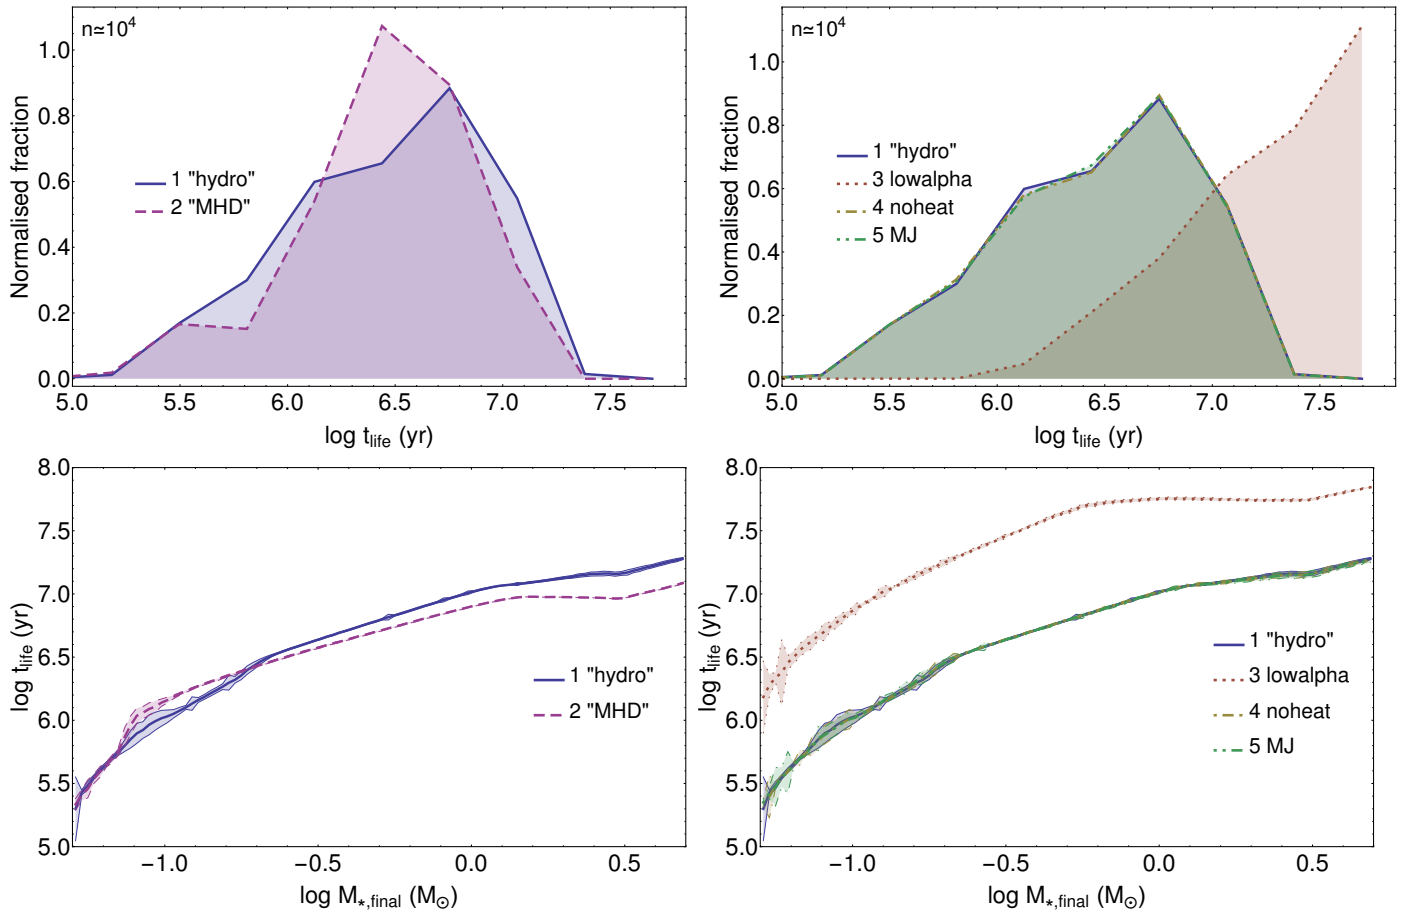 n≃10⁴
Normalised fraction
1.0
0.8
0.6
0.4
0.2
0.0
1 "hydro"
2 "MHD"
5.0 5.5 6.0 6.5 7.0 7.5
log t_life (yr)
n≃10⁴
Normalised fraction
1.0
0.8
0.6
0.4
0.2
0.0
1 "hydro"
3 lowalpha
4 noheat
5 MJ
5.0 5.5 6.0 6.5 7.0 7.5
log t_life (yr)
log t_life (yr)
8.0
7.5
7.0
6.5
6.0
5.5
5.0
1 "hydro"
2 "MHD"
−1.0 −0.5 0.0 0.5
log M_*,final (M_⊙)
log t_life (yr)
8.0
7.5
7.0
6.5
6.0
5.5
5.0
1 "hydro"
3 lowalpha
4 noheat
5 MJ
−1.0 −0.5 0.0 0.5
log M_*,final (M_⊙)